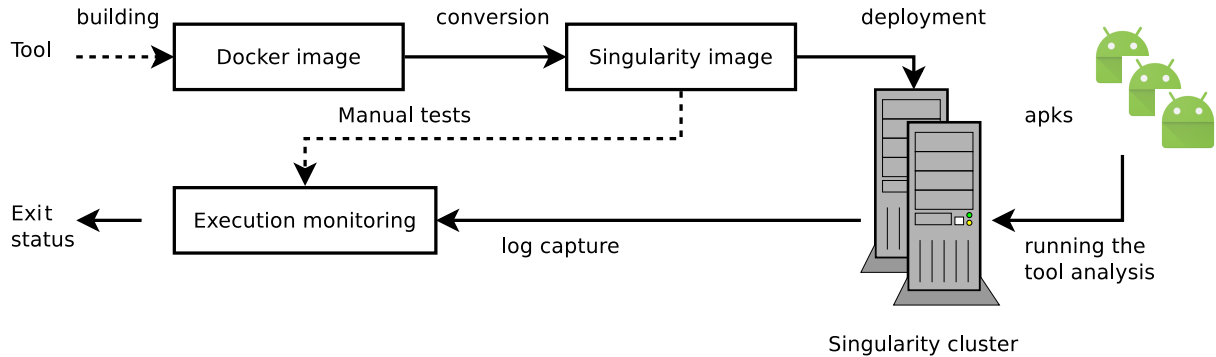 building
conversion
deployment
Tool
Docker image
Singularity image
Manual tests
apks
Exit
status
Execution monitoring
log capture
running the
tool analysis
Singularity cluster